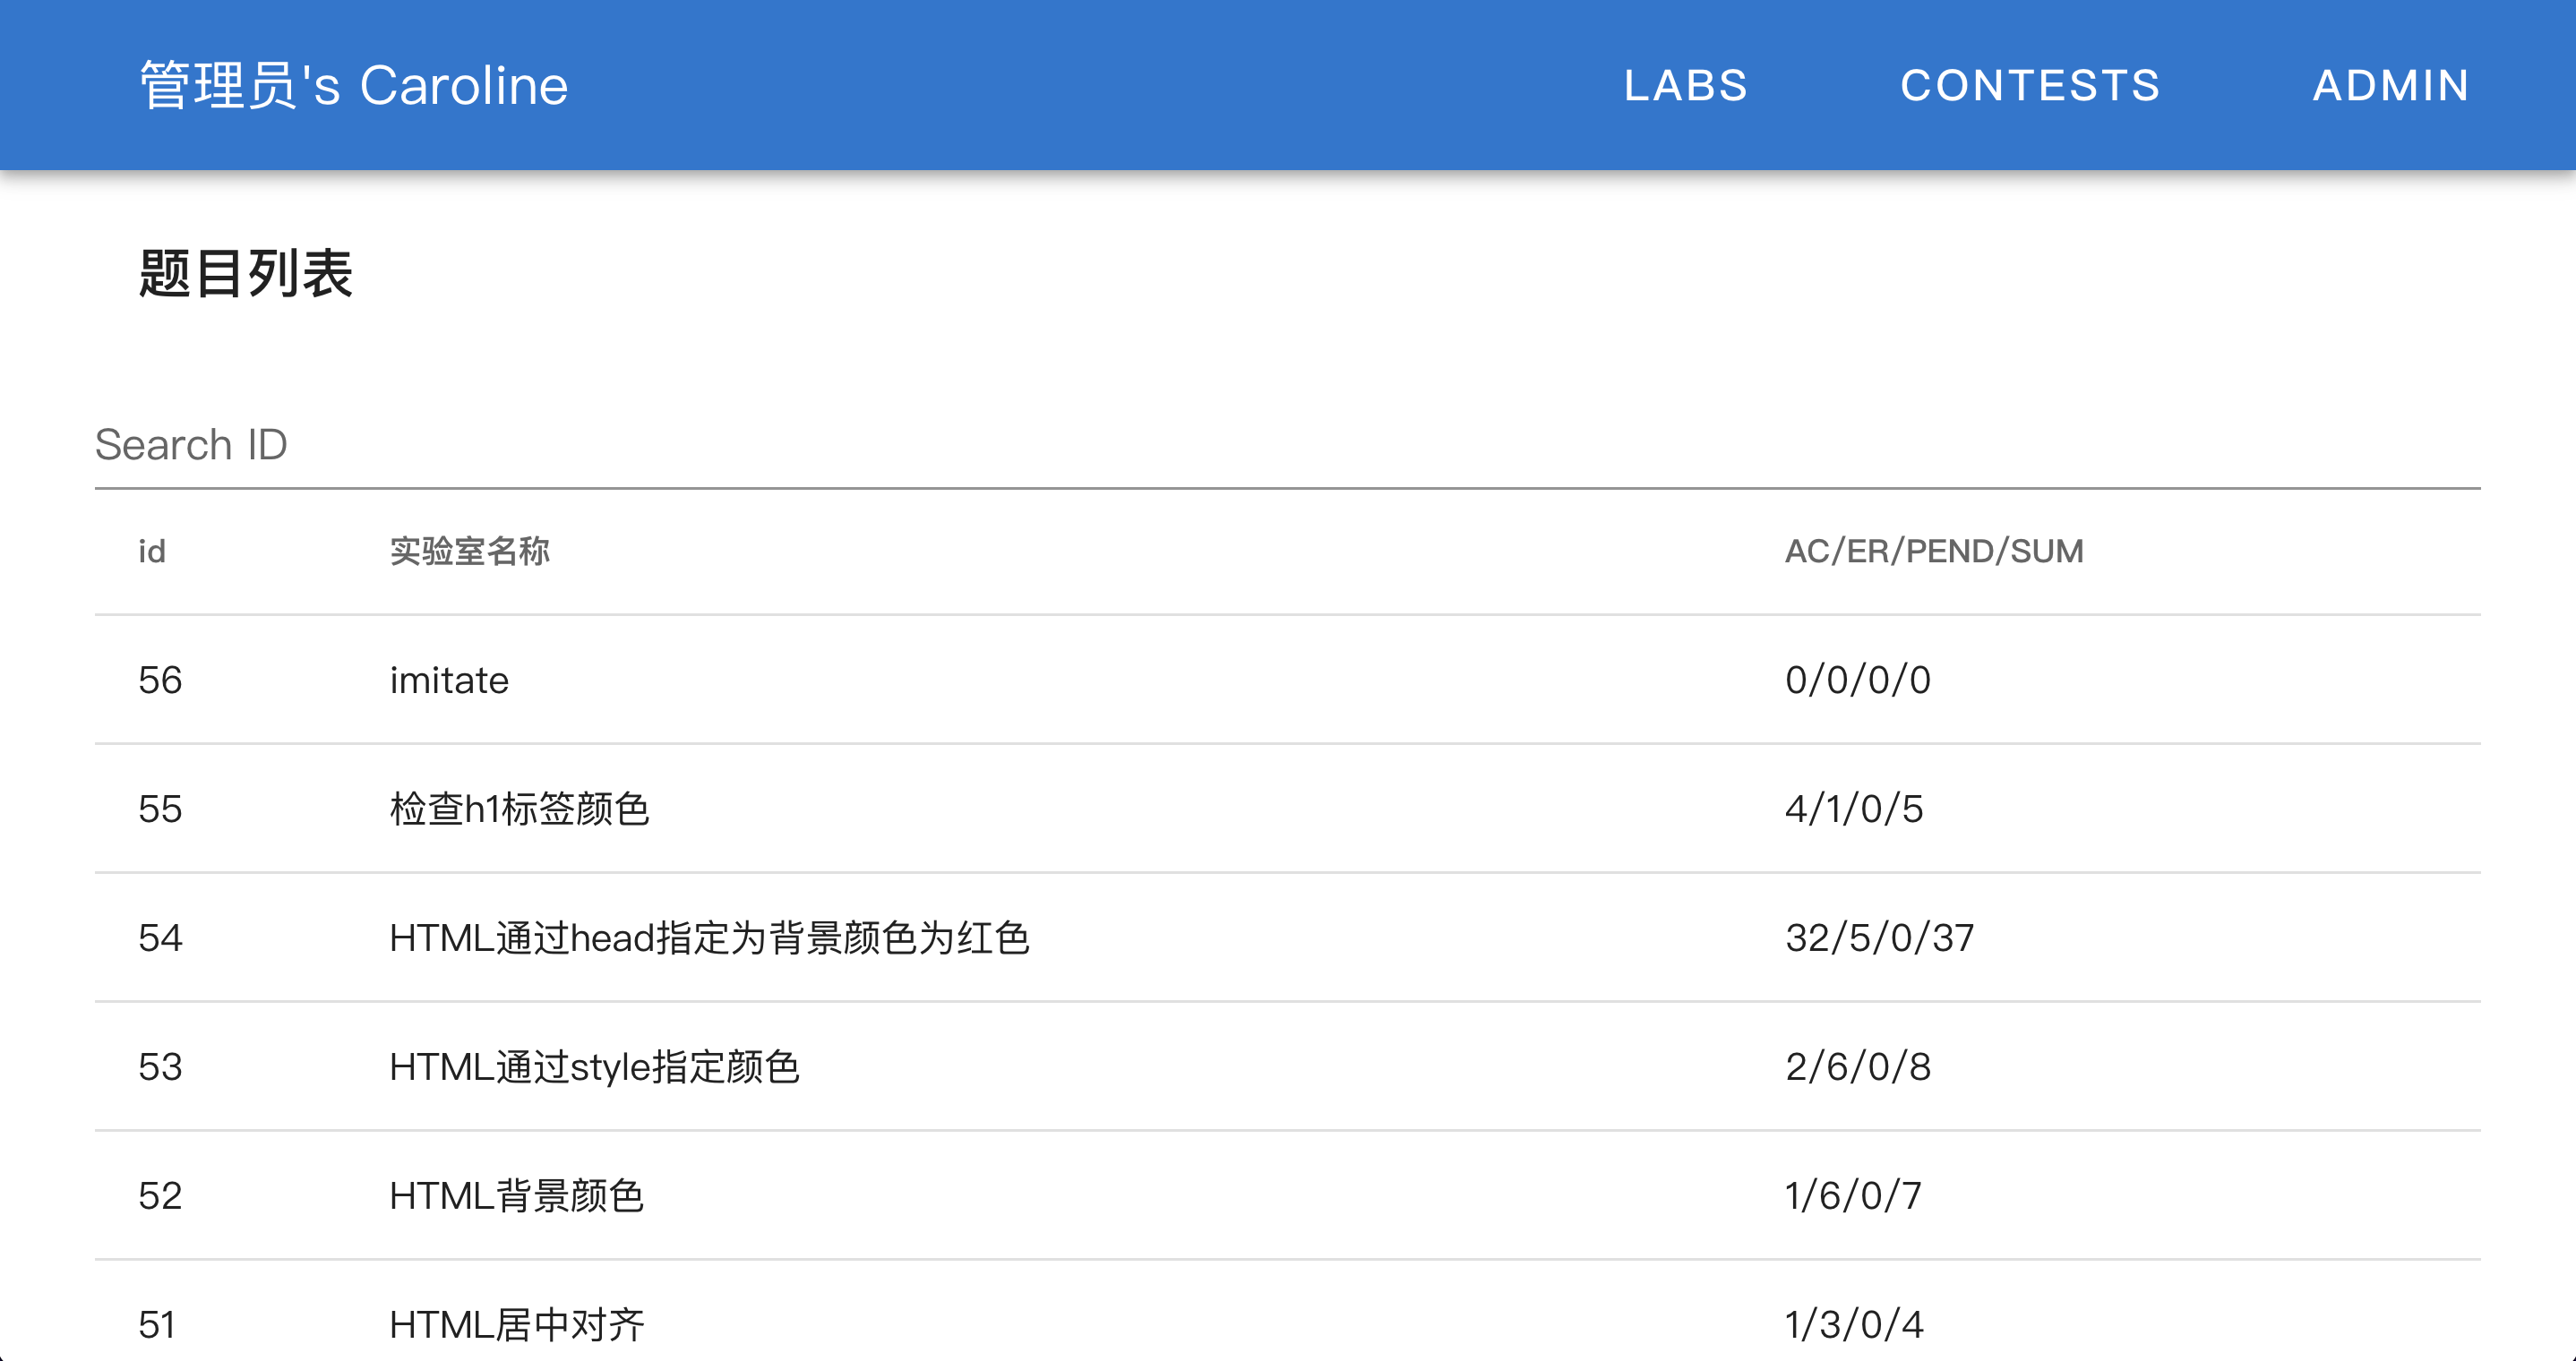 管理员's Caroline LABS CONTESTS ADMIN
题目列表
Search ID
id 实验室名称 AC/ER/PEND/SUM
56 imitate 0/0/0/0
55 检查h1标签颜色 4/1/0/5
54 HTML通过head指定为背景颜色为红色 32/5/0/37
53 HTML通过style指定颜色 2/6/0/8
52 HTML背景颜色 1/6/0/7
51 HTML居中对齐 1/3/0/4